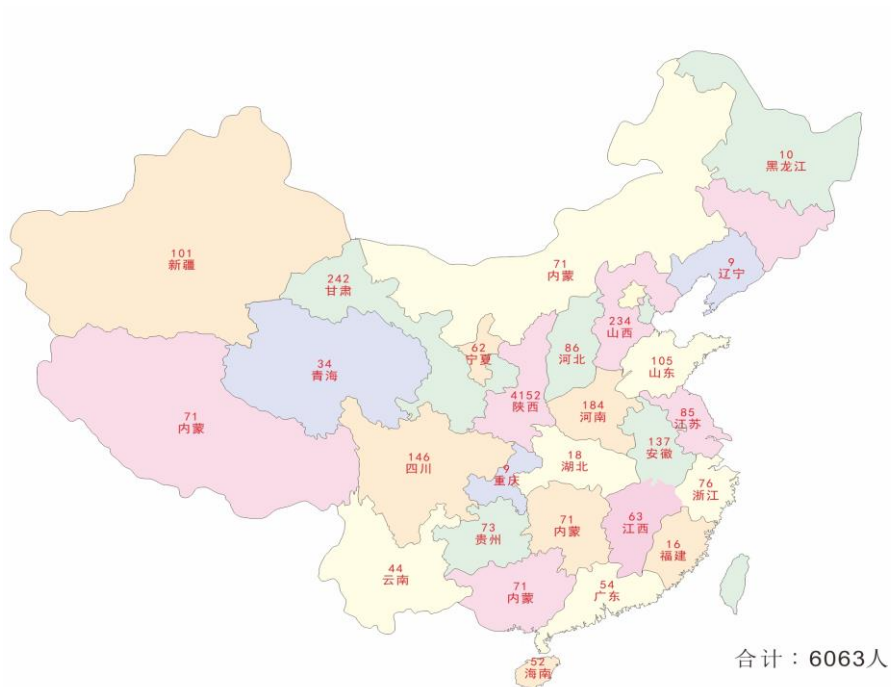 10
黑龙江
101
新疆
71
内蒙
9
辽宁
242
甘肃
234
山西
62
宁夏
86
河北
105
山东
34
青海
4152
陕西
184
河南
85
江苏
71
内蒙
137
安徽
146
四川
18
湖北
9
重庆
76
浙江
63
江西
73
贵州
71
内蒙
16
福建
44
云南
71
内蒙
54
广东
合计：6063人
52
海南